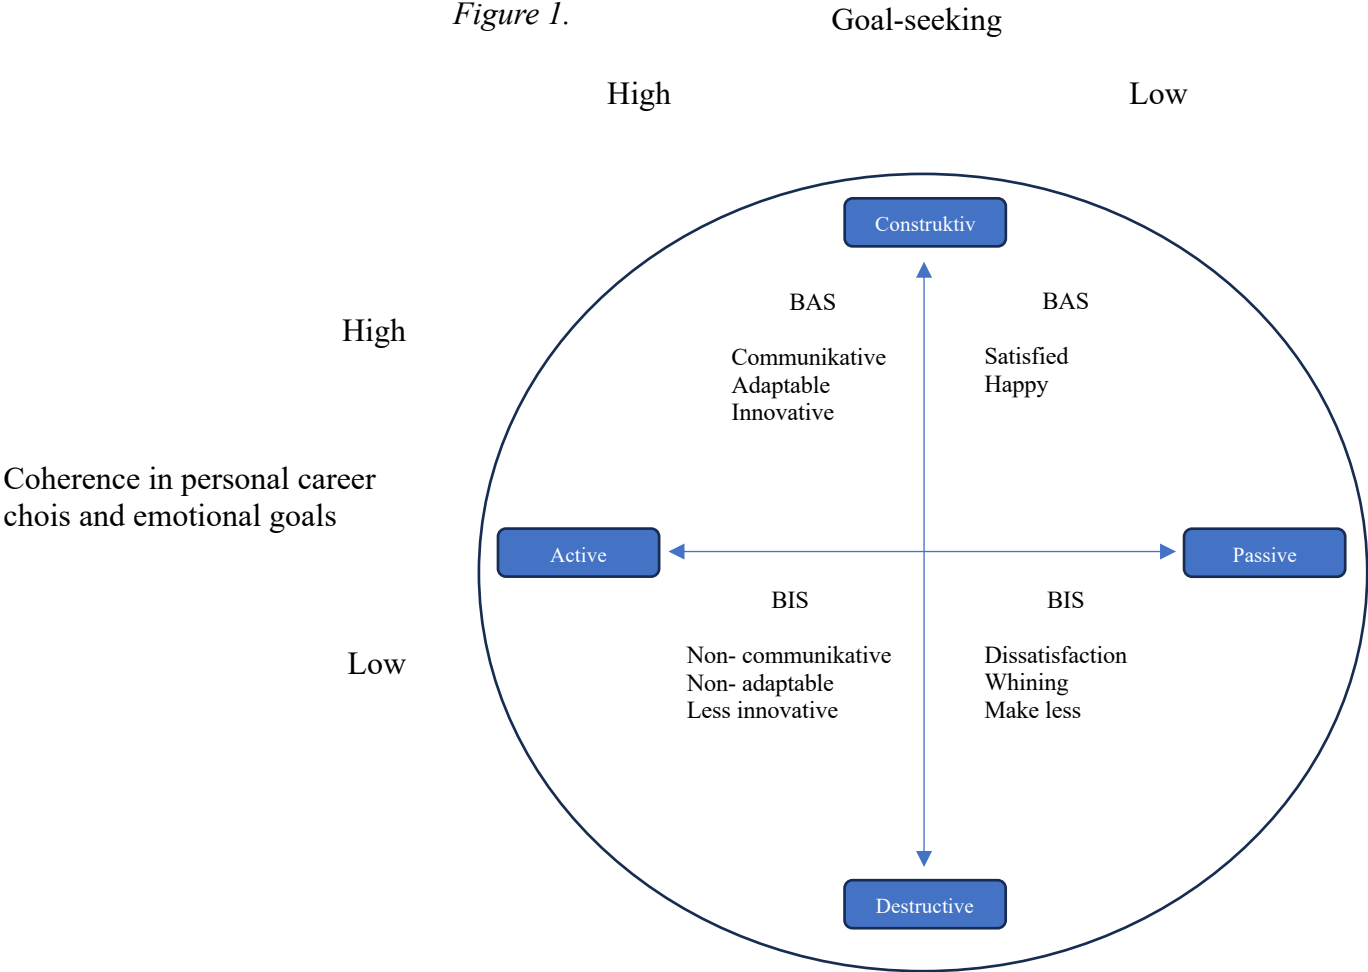 Figure 1.
Goal-seeking
High
Low
Construktiv
BAS
BAS
High
Communikative
Adaptable
Innovative
Satisfied
Happy
Coherence in personal career
chois and emotional goals
Active
Passive
BIS
BIS
Low
Non- communikative
Non- adaptable
Less innovative
Dissatisfaction
Whining
Make less
Destructive